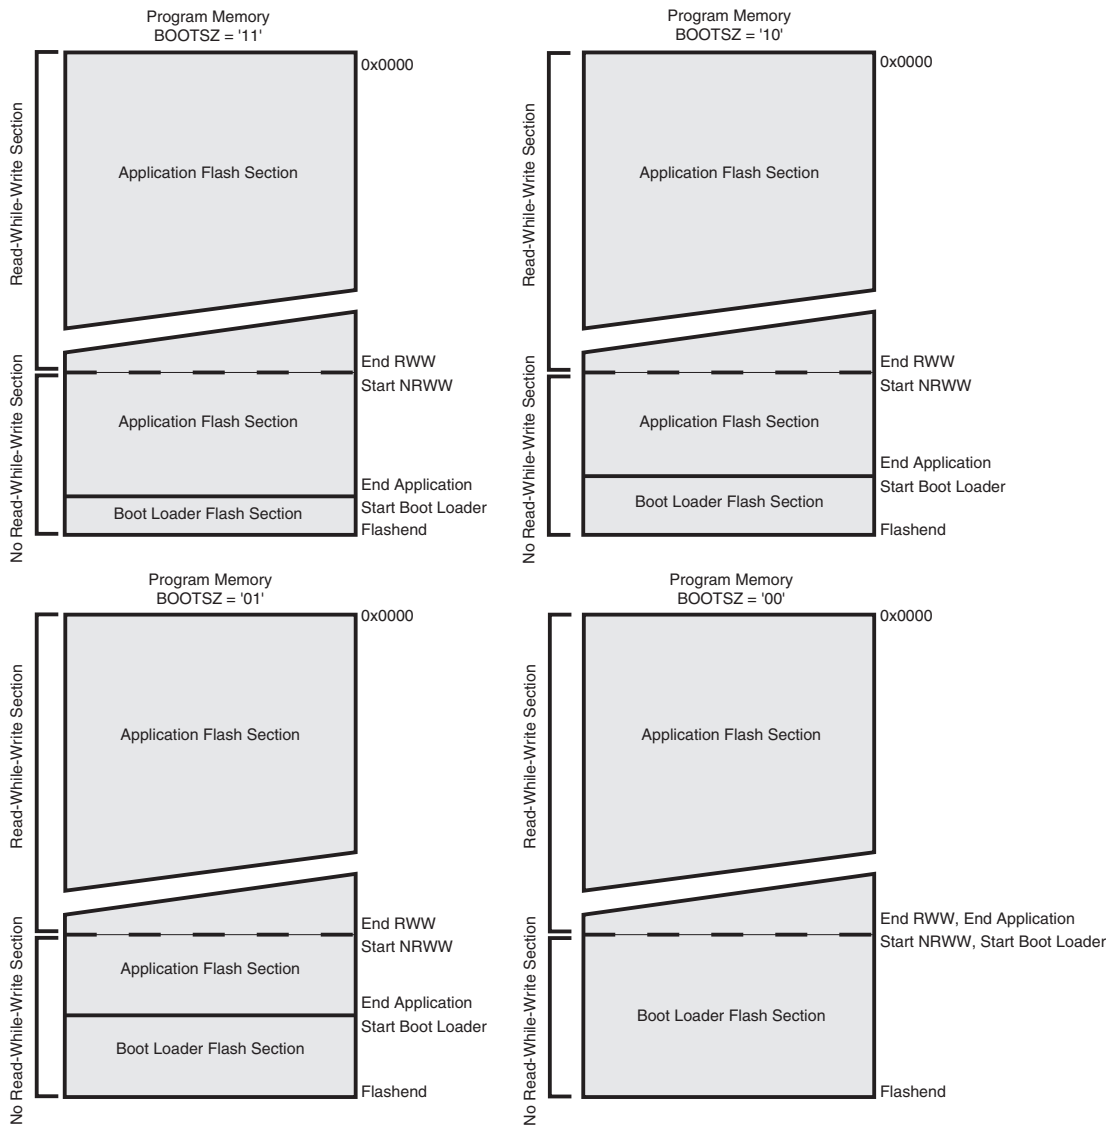 Program Memory
BOOTSZ = '11'
0x0000
Read-While-Write Section
Application Flash Section
End RWW
Start NRWW
No Read-While-Write Section
Application Flash Section
End Application
Start Boot Loader
Boot Loader Flash Section
Flashend
Program Memory
BOOTSZ = '10'
0x0000
Read-While-Write Section
Application Flash Section
End RWW
Start NRWW
No Read-While-Write Section
Application Flash Section
End Application
Start Boot Loader
Boot Loader Flash Section
Flashend
Program Memory
BOOTSZ = '01'
0x0000
Read-While-Write Section
Application Flash Section
End RWW
Start NRWW
No Read-While-Write Section
Application Flash Section
End Application
Start Boot Loader
Boot Loader Flash Section
Flashend
Program Memory
BOOTSZ = '00'
0x0000
Read-While-Write Section
Application Flash Section
End RWW, End Application
Start NRWW, Start Boot Loader
No Read-While-Write Section
Boot Loader Flash Section
Flashend